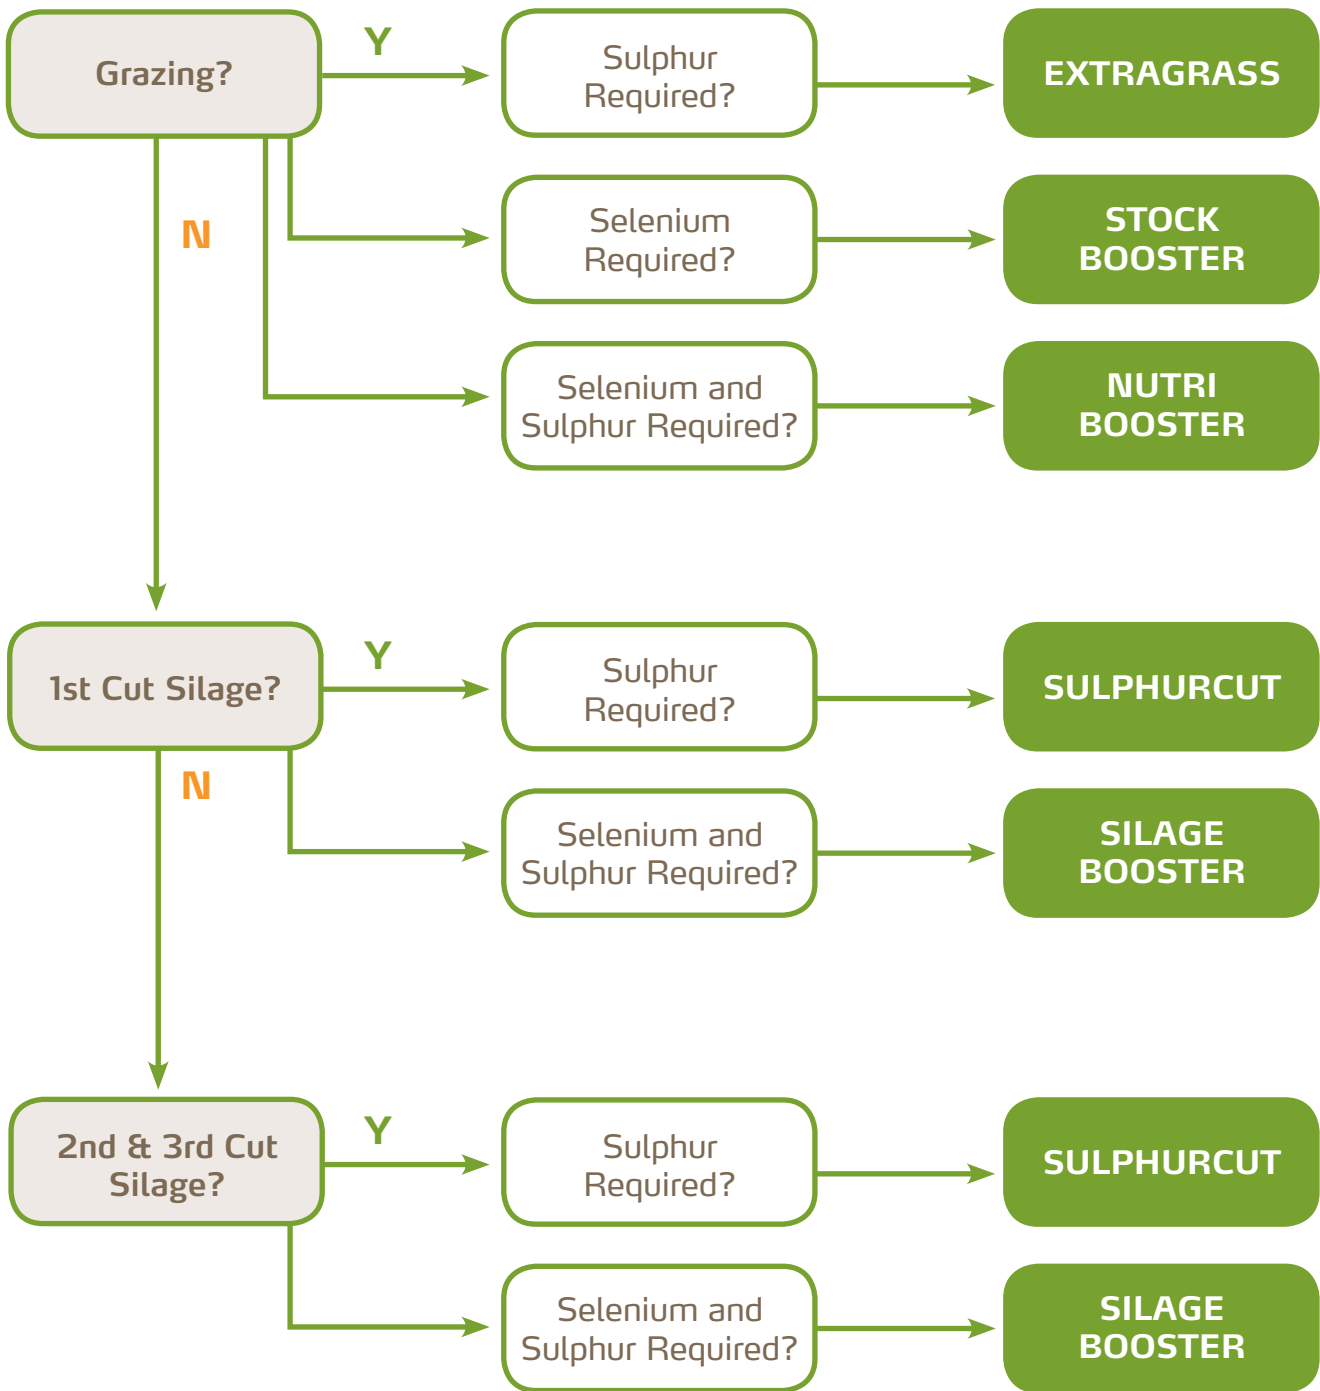 Grazing?
Y
Sulphur
Required?
EXTRAGRASS
N
Selenium
Required?
STOCK
BOOSTER
Selenium and
Sulphur Required?
NUTRI
BOOSTER
1st Cut Silage?
Y
Sulphur
Required?
SULPHURCUT
N
Selenium and
Sulphur Required?
SILAGE
BOOSTER
2nd & 3rd Cut
Silage?
Y
Sulphur
Required?
SULPHURCUT
Selenium and
Sulphur Required?
SILAGE
BOOSTER